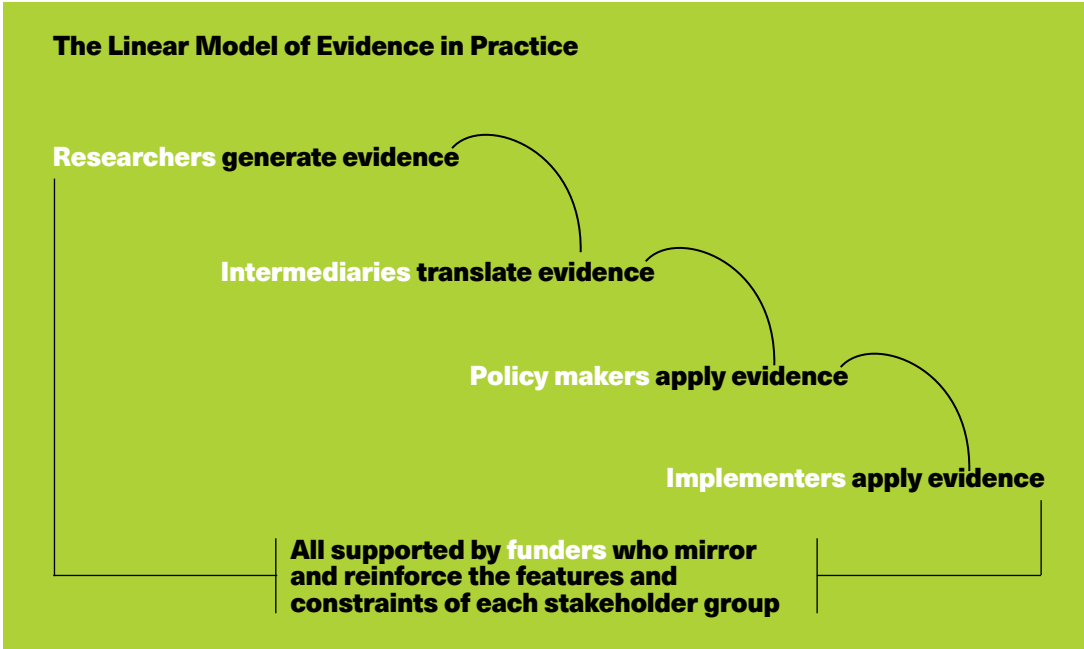 The Linear Model of Evidence in Practice
Researchers generate evidence
Intermediaries translate evidence
Policy makers apply evidence
Implementers apply evidence
All supported by funders who mirror
and reinforce the features and
constraints of each stakeholder group